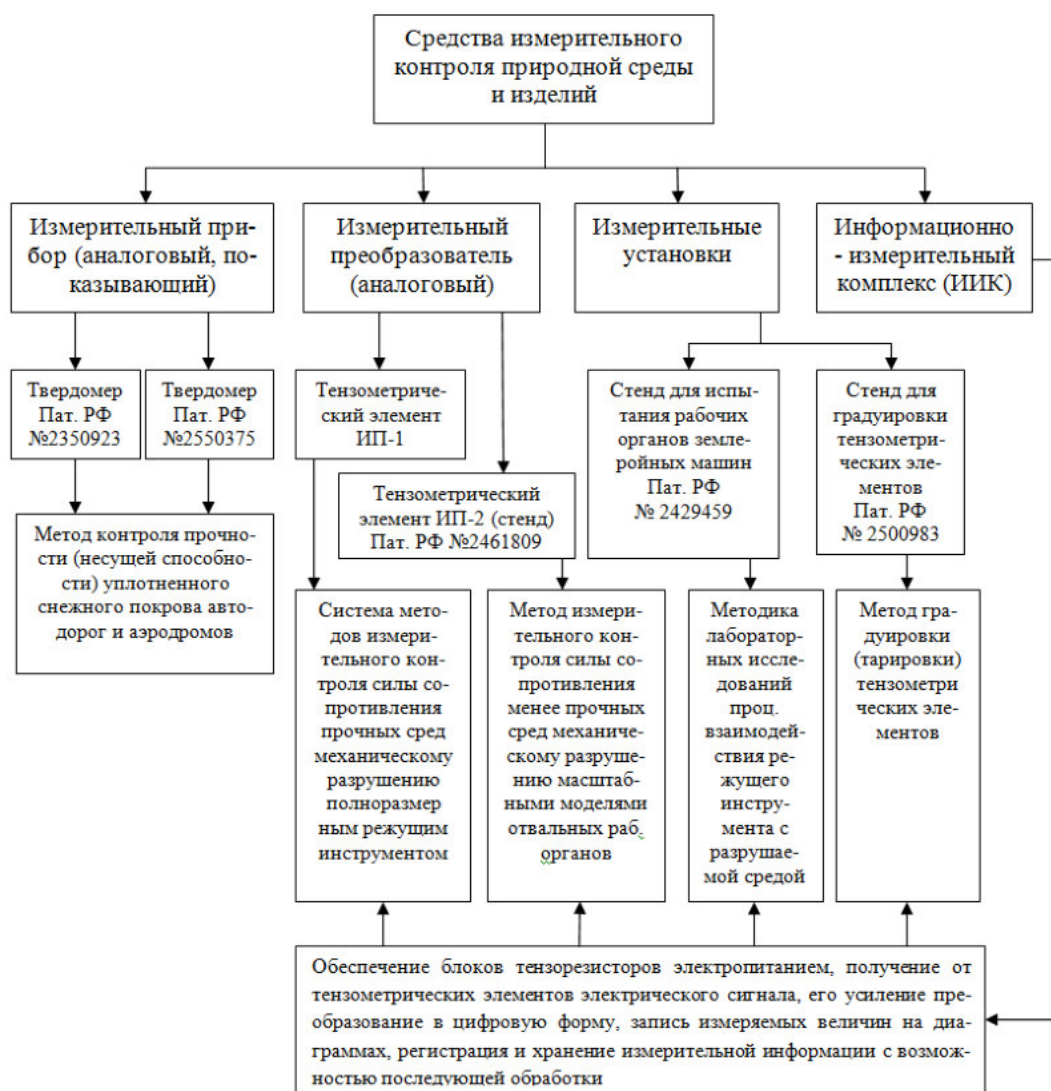 Средства измерительного
контроля природной среды
и изделий
Измерительный при-
бор (аналоговый, по-
казывающий)
Измерительный
преобразователь
(аналоговый)
Измерительные
установки
Информационно
- измерительный
комплекс (ИИК)
Твердомер
Пат. РФ
№2350923
Твердомер
Пат. РФ
№2550375
Тензометриче-
ский элемент
ИП-1
Тензометрический
элемент ИП-2 (стенд)
Пат. РФ №2461809
Стенд для испы-
тания рабочих
органов земле-
ройных машин
Пат. РФ
№ 2429459
Стенд для
градуировки
тензометри-
ческих эле-
ментов
Пат. РФ
№ 2500983
Метод контроля прочно-
сти (несущей способно-
сти) уплотненного
снежного покрова авто-
дорог и аэродромов
Система мето-
дов измери-
тельного кон-
троля силы со-
противления
прочных сред
механическому
разрушению
полноразмер
ным режущим
инструментом
Метод измери-
тельного кон-
троля силы со-
противления
менее прочных
сред механиче-
скому разруше-
нию масштаб-
ными моделями
отвальных раб.
органов
Методика
лаборатор-
ных иссле-
дований
проц.
взаимодей-
ствия ре-
жущего
инстру-
мента с
разрушае-
мой средой
Метод гра-
дуировки
(тарировки)
тензометри
ческих эле-
ментов
Обеспечение блоков тензорезисторов электропитанием, получение от
тензометрических элементов электрического сигнала, его усиление пре-
образование в цифровую форму, запись измеряемых величин на диа-
граммах, регистрация и хранение измерительной информации с возмож-
ностью последующей обработки